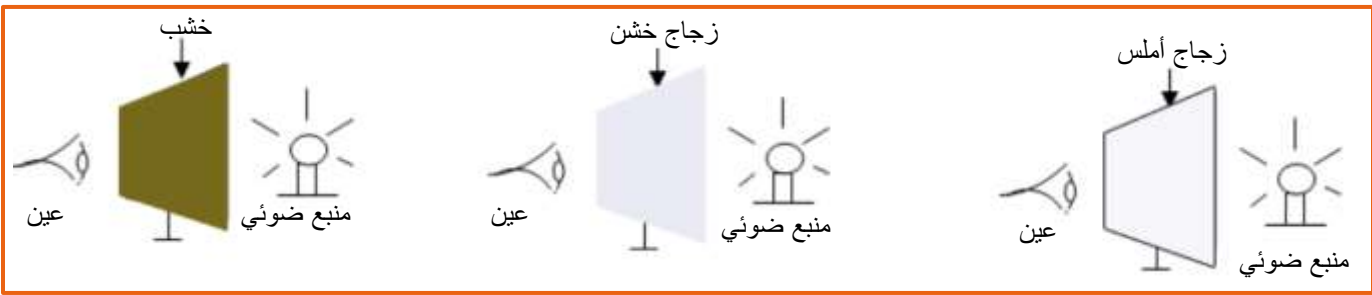 زجاج أملس
عين
منبع ضوئي
زجاج خشن
عين
منبع ضوئي
خشب
عين
منبع ضوئي